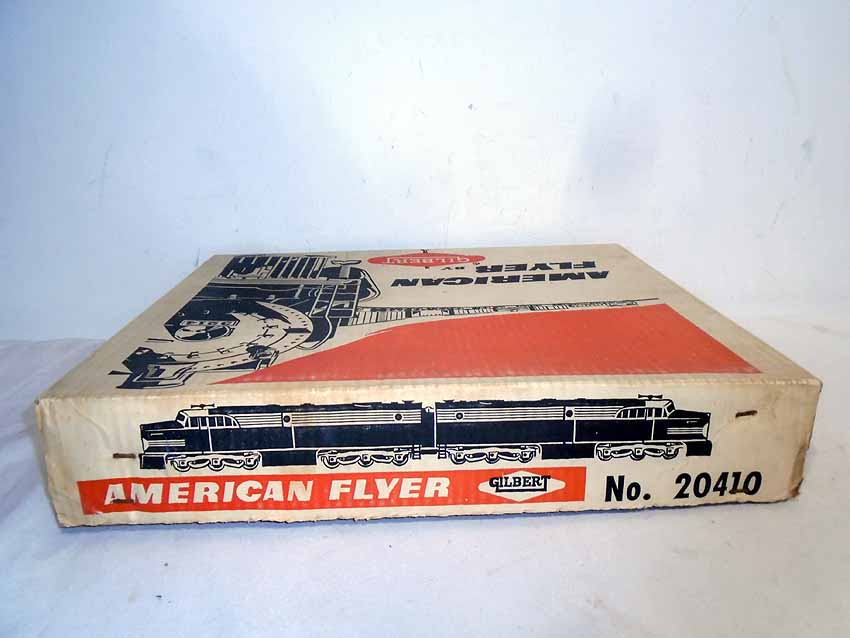 AMERICAN
FLYER BY
GILBERT
AMERICAN FLYER GILBERT No. 20410